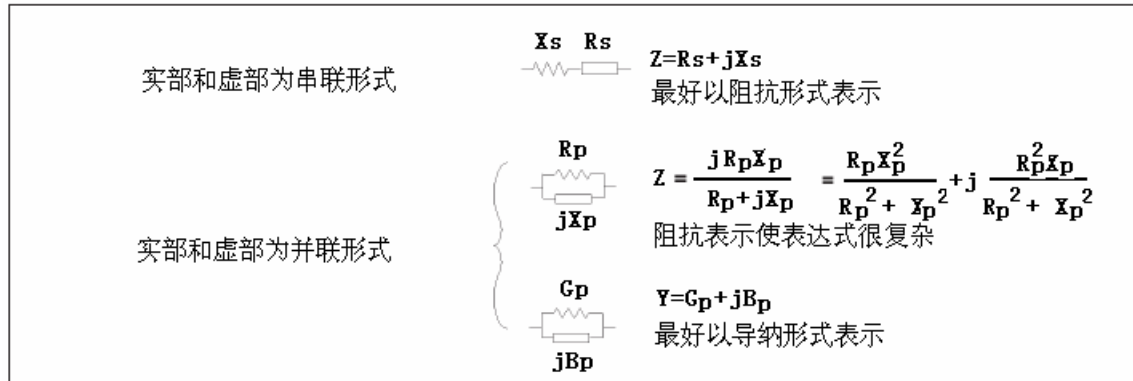 Xs Rs
Z=Rs+jXs
实部和虚部为串联形式
最好以阻抗形式表示
Rp
jXp
Z = jRpXp / Rp+jXp = RpXp² / Rp²+ Xp² +j Rp²Xp / Rp²+ Xp²
阻抗表示使表达式很复杂
实部和虚部为并联形式
Gp
jBp
Y=Gp+jBp
最好以导纳形式表示